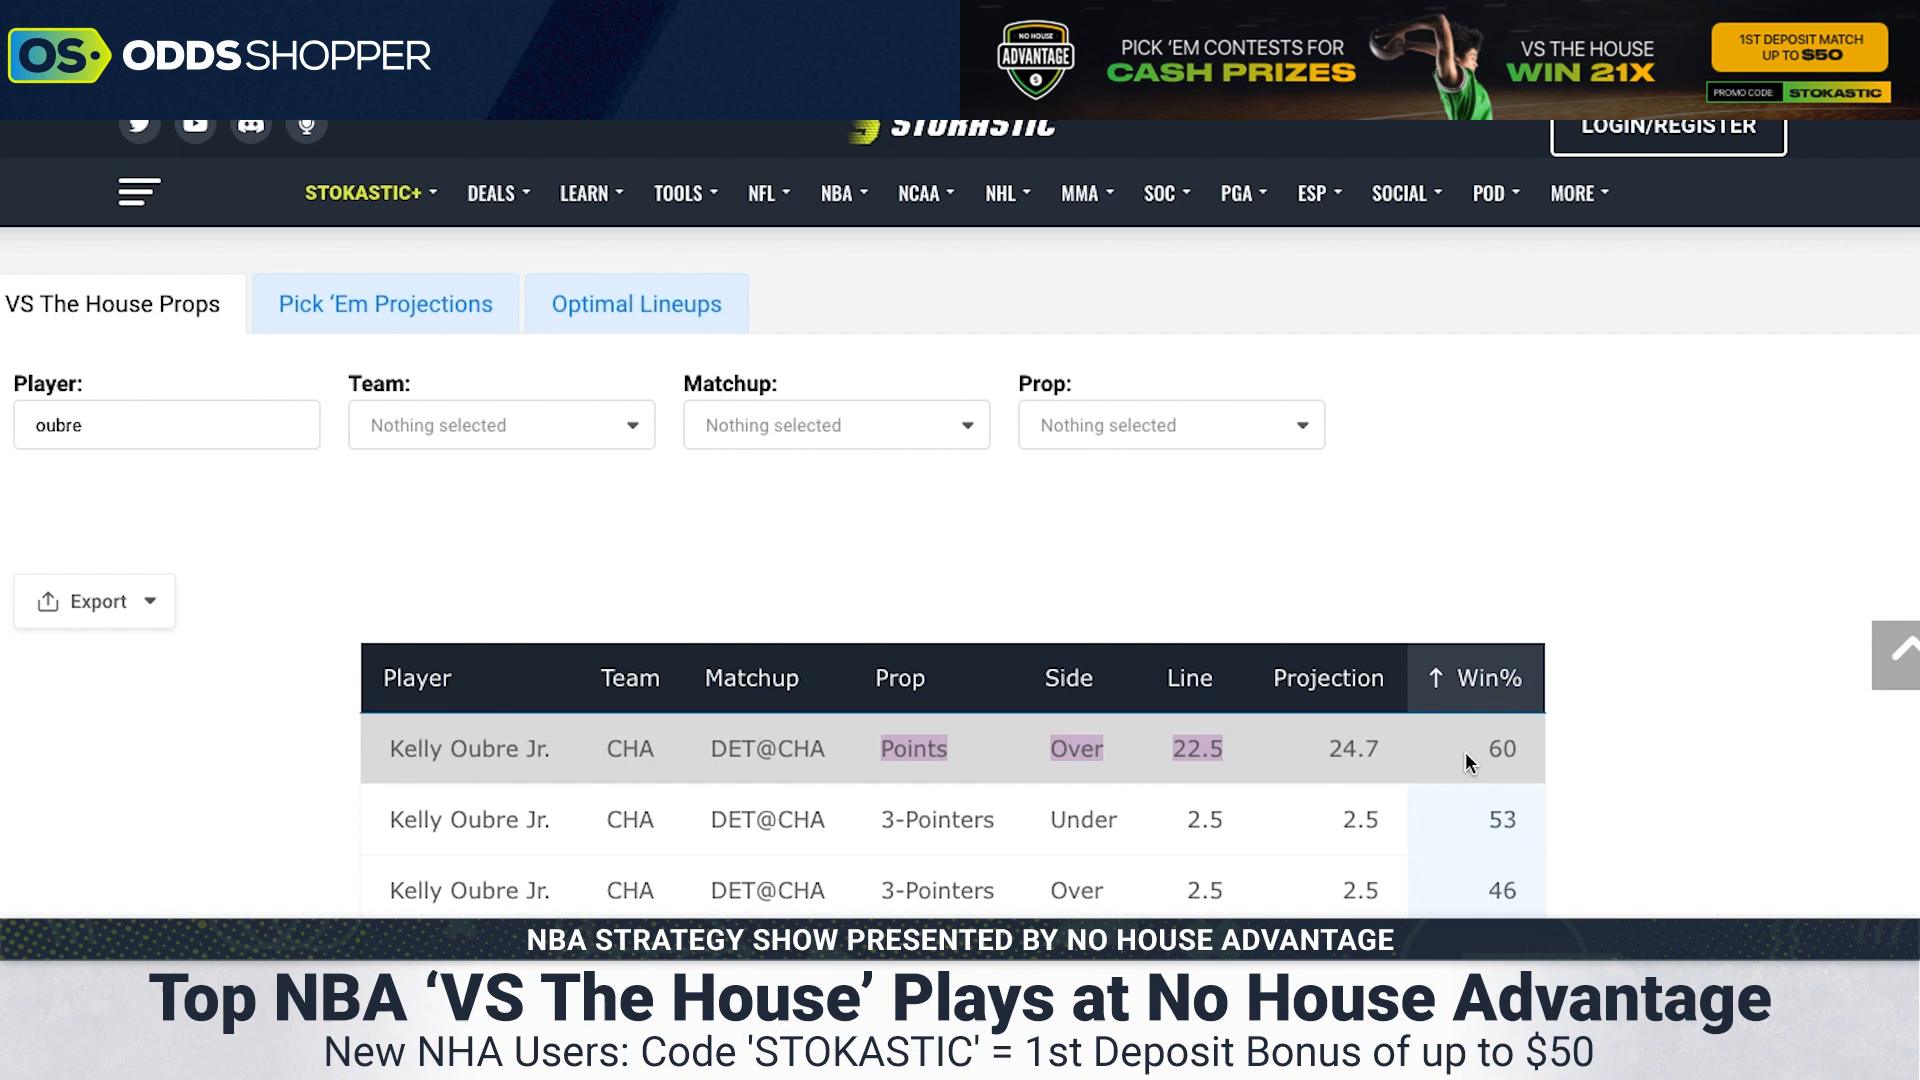 OS. ODDSSHOPPER
NO HOUSE
ADVANTAGE
PICK 'EM CONTESTS FOR
CASH PRIZES
VS THE HOUSE
WIN 21X
1ST DEPOSIT MATCH
UP TO $50
PROMO CODE: STOKASTIC
STOKASTIC
LOGIN/REGISTER
STOKASTIC+ DEALS LEARN TOOLS NFL NBA NCAA NHL MMA SOC PGA ESP SOCIAL POD MORE
VS The House Props Pick ‘Em Projections Optimal Lineups
Player: Team: Matchup: Prop:
oubre Nothing selected Nothing selected Nothing selected
Export
Player Team Matchup Prop Side Line Projection ↑ Win%
Kelly Oubre Jr. CHA DET@CHA Points Over 22.5 24.7 60
Kelly Oubre Jr. CHA DET@CHA 3-Pointers Under 2.5 2.5 53
Kelly Oubre Jr. CHA DET@CHA 3-Pointers Over 2.5 2.5 46
NBA STRATEGY SHOW PRESENTED BY NO HOUSE ADVANTAGE
Top NBA ‘VS The House’ Plays at No House Advantage
New NHA Users: Code 'STOKASTIC' = 1st Deposit Bonus of up to $50